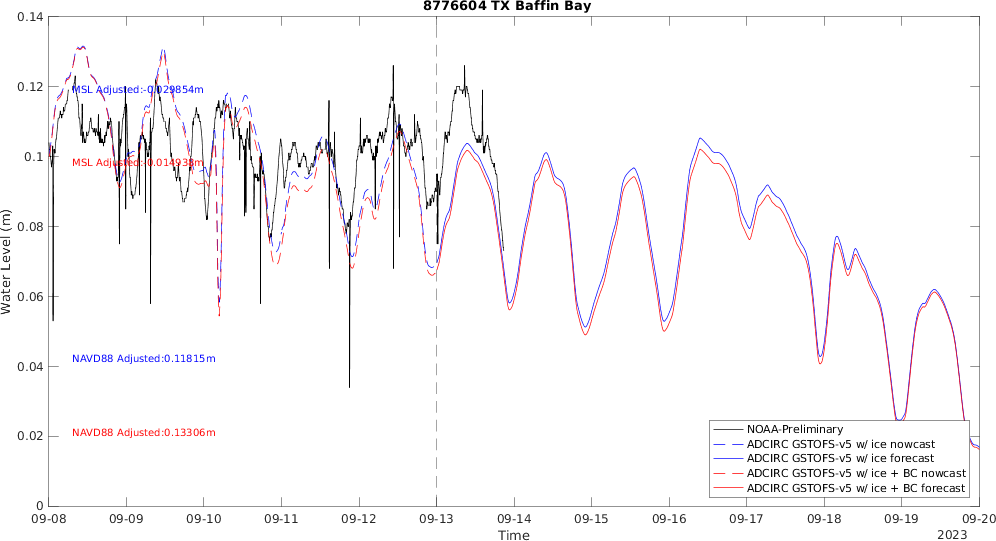 8776604 TX Baffin Bay
0.14
0.12
0.1
0.08
0.06
0.04
0.02
0
Water Level (m)
MSL Adjusted:-0.029854m
MSL Adjusted:-0.014938m
NAVD88 Adjusted:0.11815m
NAVD88 Adjusted:0.13306m
NOAA-Preliminary
ADCIRC GSTOFS-v5 w/ ice nowcast
ADCIRC GSTOFS-v5 w/ ice forecast
ADCIRC GSTOFS-v5 w/ ice + BC nowcast
ADCIRC GSTOFS-v5 w/ ice + BC forecast
09-08 09-09 09-10 09-11 09-12 09-13 09-14 09-15 09-16 09-17 09-18 09-19 09-20
Time
2023